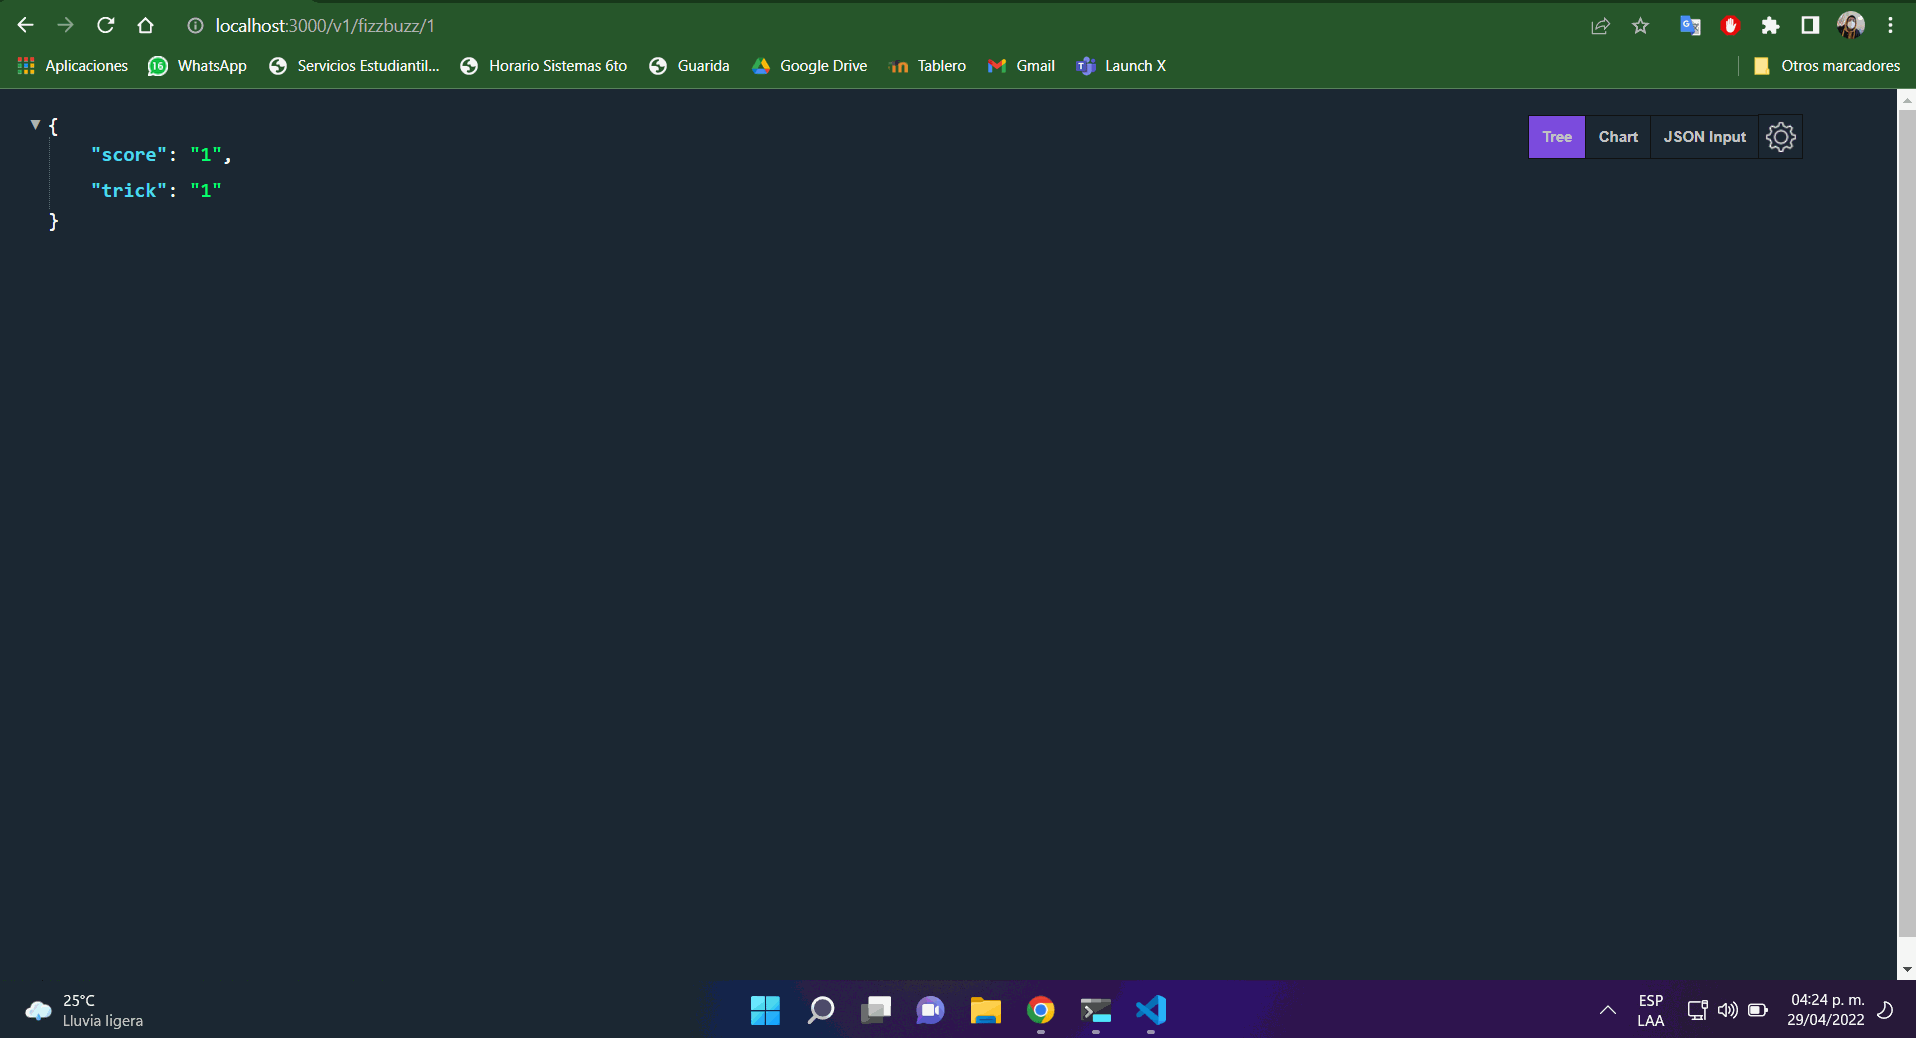 localhost:3000/v1/fizzbuzz/1
Aplicaciones 16 WhatsApp Servicios Estudiantil... Horario Sistemas 6to Guarida Google Drive Tablero Gmail Launch X Otros marcadores
{
"score": "1",
"trick": "1"
}
Tree Chart JSON Input
25°C
Lluvia ligera
ESP
LAA
04:24 p. m.
29/04/2022